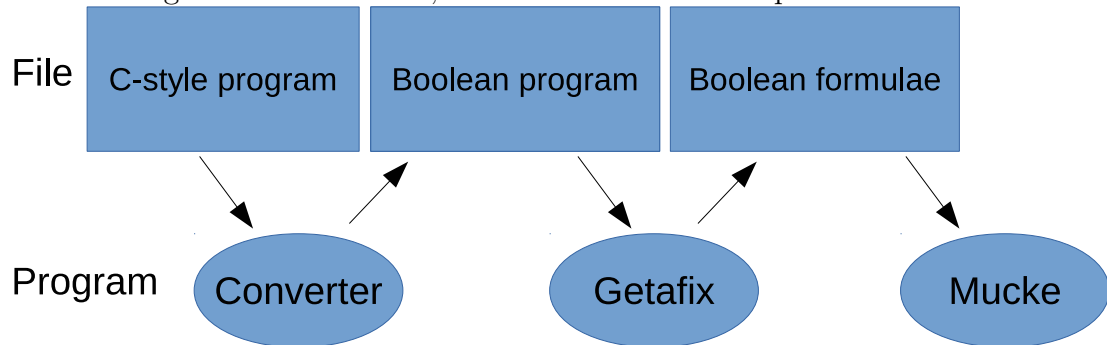 File
C-style program
Boolean program
Boolean formulae
Program
Converter
Getafix
Mucke